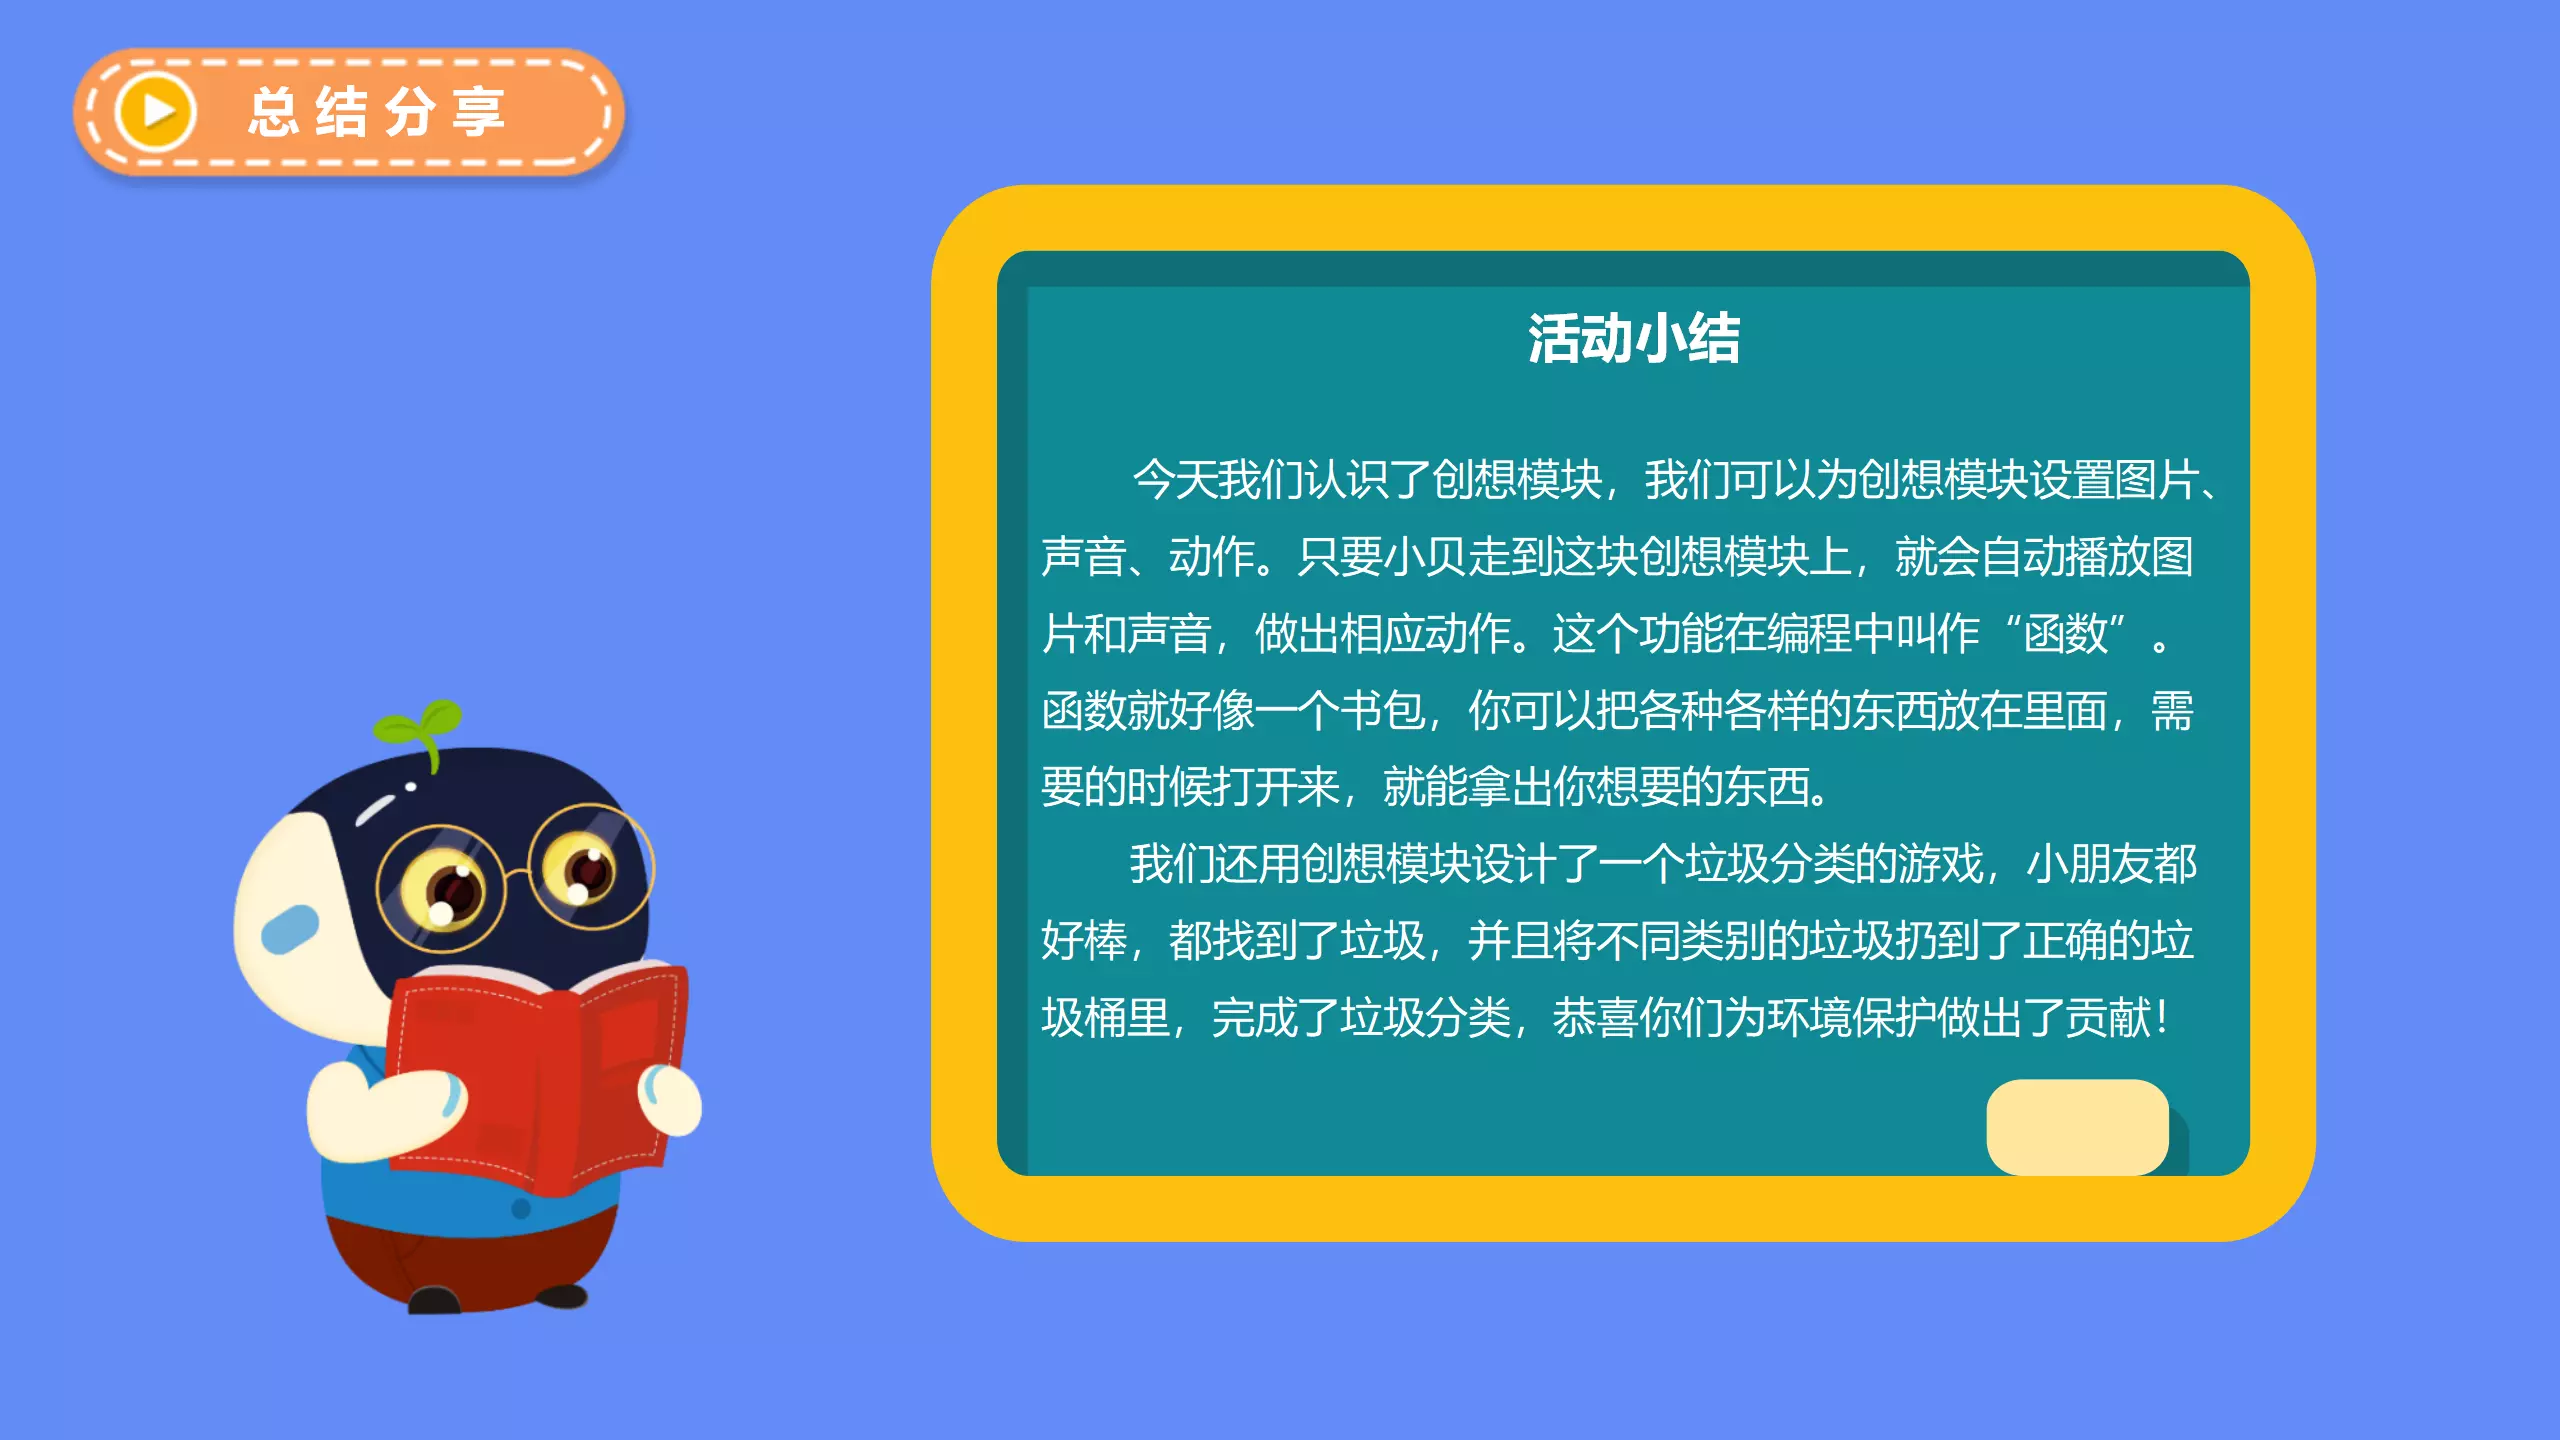 总结分享
活动小结
今天我们认识了创想模块，我们可以为创想模块设置图片、
声音、动作。只要小贝走到这块创想模块上，就会自动播放图
片和声音，做出相应动作。这个功能在编程中叫作“函数”。
函数就好像一个书包，你可以把各种各样的东西放在里面，需
要的时候打开来，就能拿出你想要的东西。
我们还用创想模块设计了一个垃圾分类的游戏，小朋友都
好棒，都找到了垃圾，并且将不同类别的垃圾扔到了正确的垃
圾桶里，完成了垃圾分类，恭喜你们为环境保护做出了贡献！